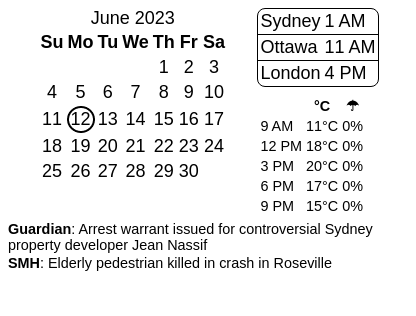 June 2023
Su Mo Tu We Th Fr Sa
1 2 3
4 5 6 7 8 9 10
11 12 13 14 15 16 17
18 19 20 21 22 23 24
25 26 27 28 29 30
Sydney 1 AM
Ottawa 11 AM
London 4 PM
°C ☂
9 AM 11°C 0%
12 PM 18°C 0%
3 PM 20°C 0%
6 PM 17°C 0%
9 PM 15°C 0%
Guardian: Arrest warrant issued for controversial Sydney
property developer Jean Nassif
SMH: Elderly pedestrian killed in crash in Roseville